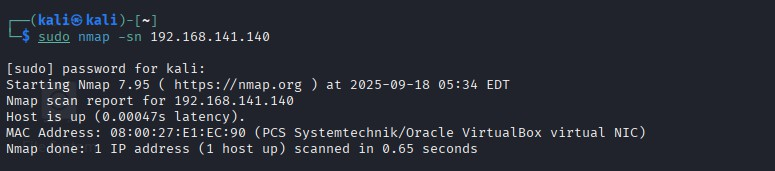 ┌──(kali㉿kali)-[~]
└─$ sudo nmap -sn 192.168.141.140
[sudo] password for kali:
Starting Nmap 7.95 ( https://nmap.org ) at 2025-09-18 05:34 EDT
Nmap scan report for 192.168.141.140
Host is up (0.00047s latency).
MAC Address: 08:00:27:E1:EC:90 (PCS Systemtechnik/Oracle VirtualBox virtual NIC)
Nmap done: 1 IP address (1 host up) scanned in 0.65 seconds